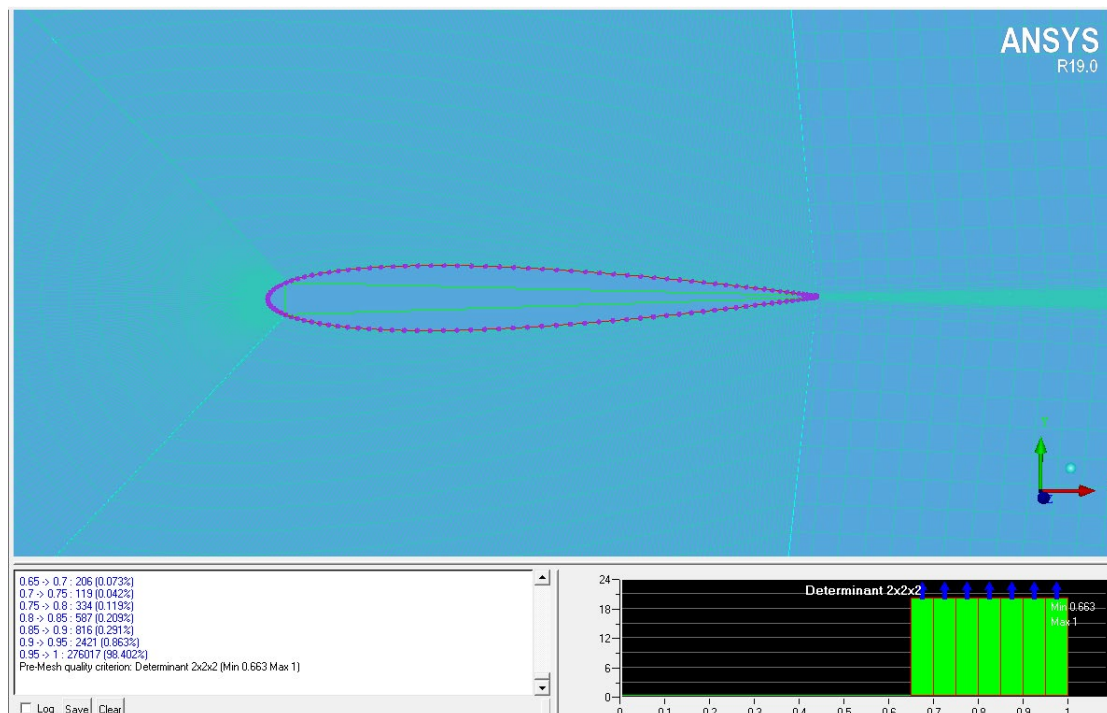 ANSYS
R19.0
0.65 -> 0.7 : 206 (0.073%)
0.7 -> 0.75 : 119 (0.042%)
0.75 -> 0.8 : 334 (0.119%)
0.8 -> 0.85 : 587 (0.209%)
0.85 -> 0.9 : 816 (0.291%)
0.9 -> 0.95 : 2421 (0.863%)
0.95 -> 1 : 276017 (98.402%)
Pre-Mesh quality criterion: Determinant 2x2x2 (Min 0.663 Max 1)
Log Save Clear
Determinant 2x2x2
Min 0.663
Max 1
24
18
12
6
0
0 0.1 0.2 0.3 0.4 0.5 0.6 0.7 0.8 0.9 1